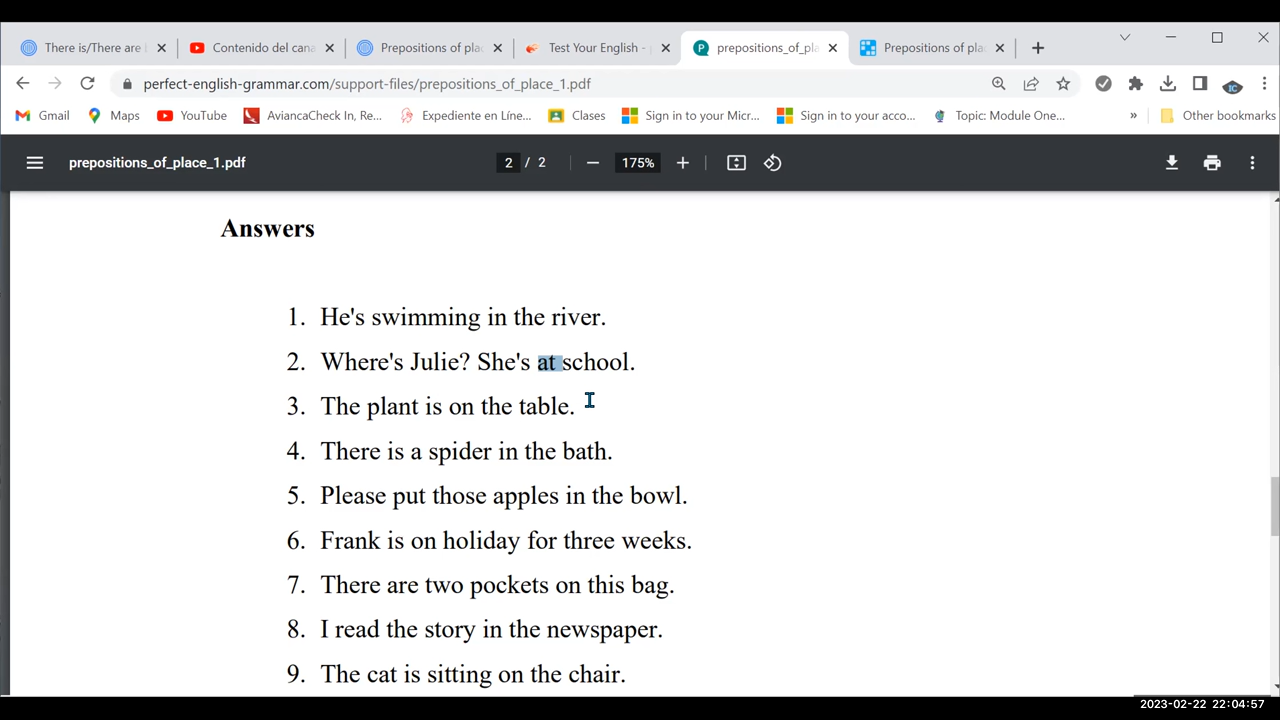 There is/There are
Contenido del cana
Prepositions of plac
Test Your English - p
prepositions_of_pla
Prepositions of pla
perfect-english-grammar.com/support-files/prepositions_of_place_1.pdf
Gmail Maps YouTube AviancaCheck In, Re... Expediente en Líne... Clases Sign in to your Micr... Sign in to your acco... Topic: Module One... » Other bookmarks
prepositions_of_place_1.pdf 2 / 2 175%
Answers
1. He's swimming in the river.
2. Where's Julie? She's at school.
3. The plant is on the table.
4. There is a spider in the bath.
5. Please put those apples in the bowl.
6. Frank is on holiday for three weeks.
7. There are two pockets on this bag.
8. I read the story in the newspaper.
9. The cat is sitting on the chair.
2023-02-22 22:04:57